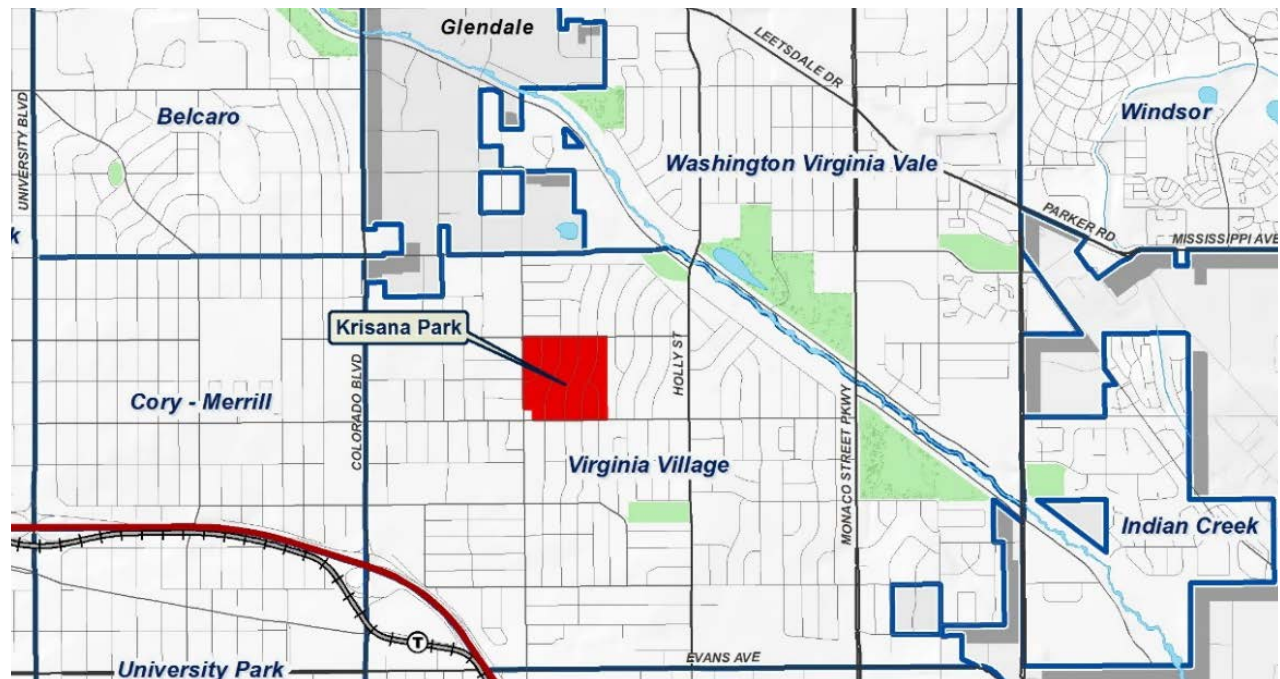 Glendale
LEETSDALE DR
Belcaro
Windsor
UNIVERSITY BLVD
Washington Virginia Vale
PARKER RD
MISSISSIPPI AVE
k
Krisana Park
COLORADO BLVD
HOLLY ST
Cory - Merrill
MONACO STREET PKWY
Virginia Village
Indian Creek
T
EVANS AVE
University Park